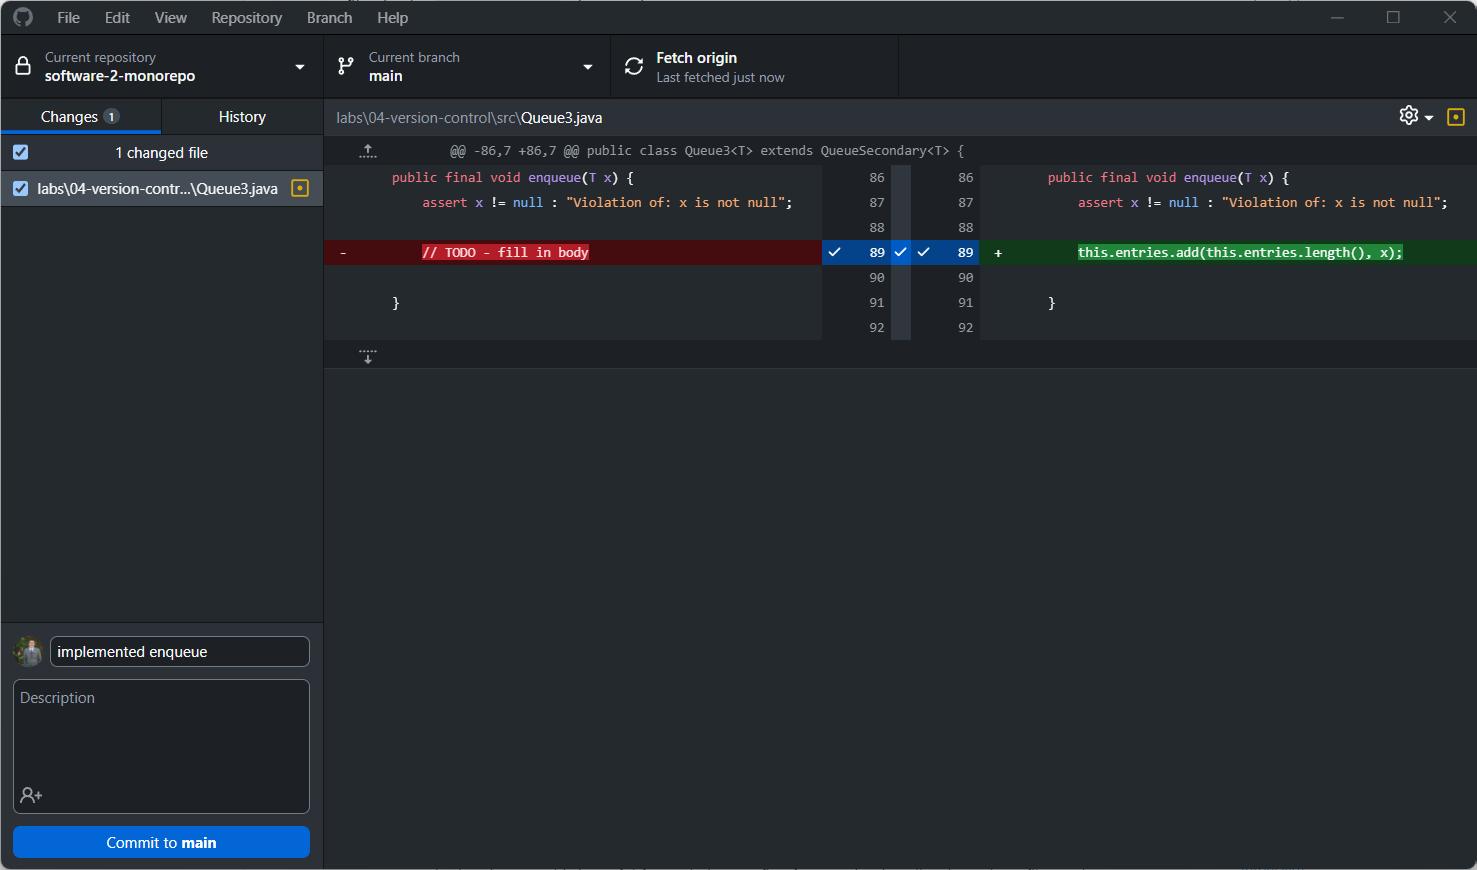 File Edit View Repository Branch Help
Current repository
software-2-monorepo
Current branch
main
Fetch origin
Last fetched just now
Changes 1 History
labs\04-version-control\src\Queue3.java
1 changed file
labs\04-version-contr...\Queue3.java
@@ -86,7 +86,7 @@ public class Queue3<T> extends QueueSecondary<T> {
public final void enqueue(T x) { 86 86 public final void enqueue(T x) {
assert x != null : "Violation of: x is not null"; 87 87 assert x != null : "Violation of: x is not null";
88 88
- // TODO - fill in body 89 89 + this.entries.add(this.entries.length(), x);
90 90
} 91 91 }
92 92
implemented enqueue
Description
Commit to main